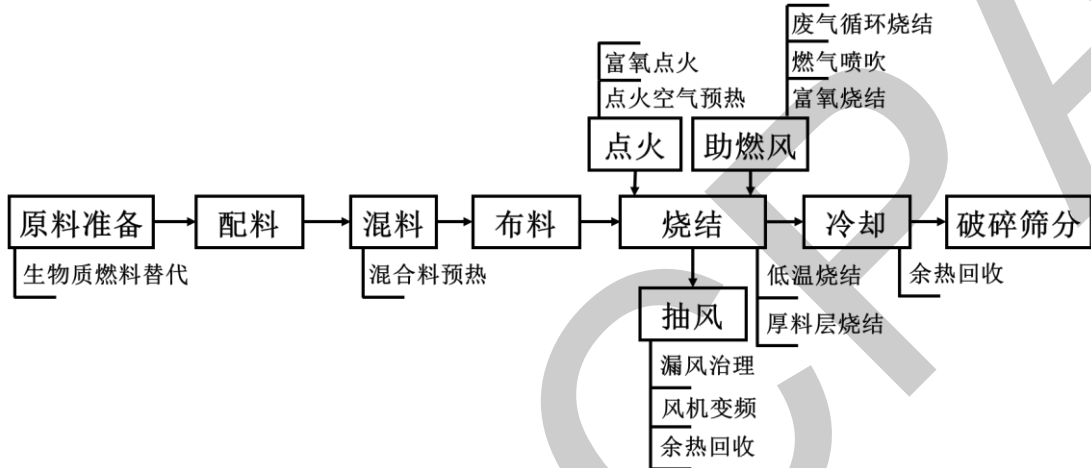 废气循环烧结
富氧点火
燃气喷吹
点火空气预热
富氧烧结
点火
助燃风
原料准备
配料
混料
布料
烧结
冷却
破碎筛分
生物质燃料替代
混合料预热
低温烧结
余热回收
抽风
厚料层烧结
漏风治理
风机变频
余热回收
CPA